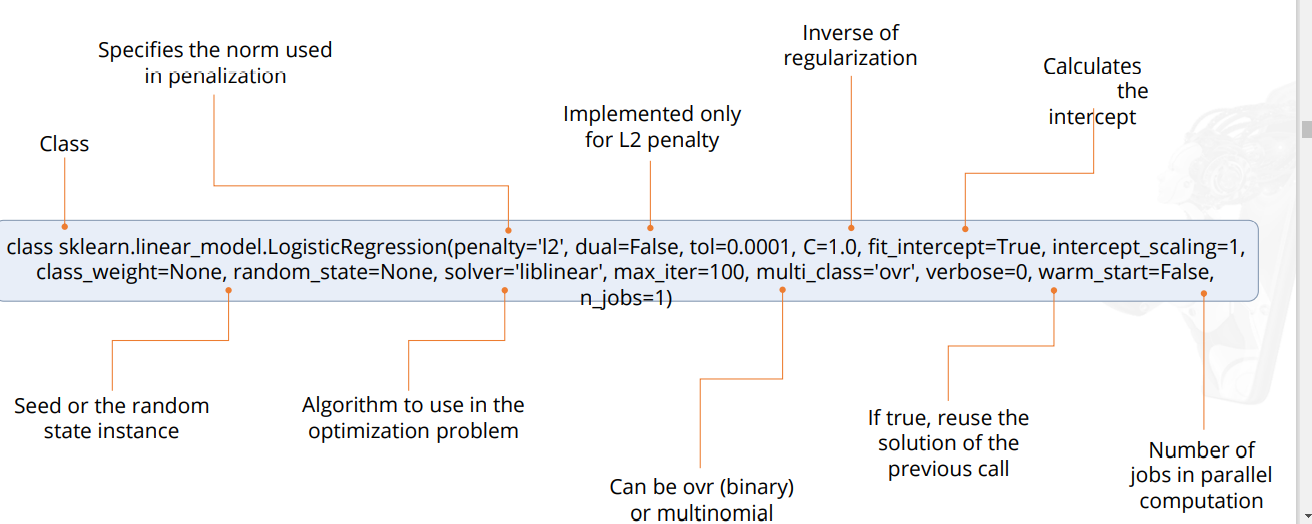 Specifies the norm used
in penalization
Inverse of
regularization
Calculates
the
intercept
Implemented only
for L2 penalty
Class
class sklearn.linear_model.LogisticRegression(penalty='l2', dual=False, tol=0.0001, C=1.0, fit_intercept=True, intercept_scaling=1,
class_weight=None, random_state=None, solver='liblinear', max_iter=100, multi_class='ovr', verbose=0, warm_start=False,
n_jobs=1)
Seed or the random
state instance
Algorithm to use in the
optimization problem
Can be ovr (binary)
or multinomial
If true, reuse the
solution of the
previous call
Number of
jobs in parallel
computation